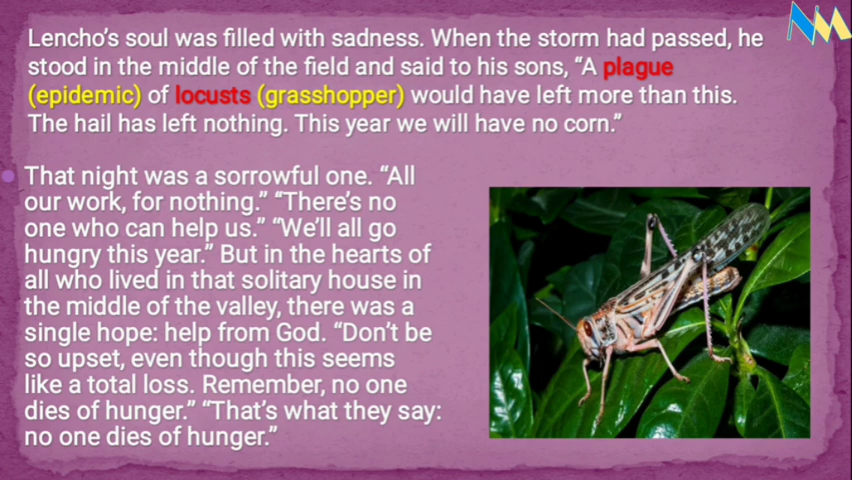 Lencho's soul was filled with sadness. When the storm had passed, he
stood in the middle of the field and said to his sons, “A plague
(epidemic) of locusts (grasshopper) would have left more than this.
The hail has left nothing. This year we will have no corn.”
That night was a sorrowful one. “All
our work, for nothing.” “There's no
one who can help us.” “We'll all go
hungry this year.” But in the hearts of
all who lived in that solitary house in
the middle of the valley, there was a
single hope: help from God. “Don't be
so upset, even though this seems
like a total loss. Remember, no one
dies of hunger.” “That's what they say:
no one dies of hunger.”
NM